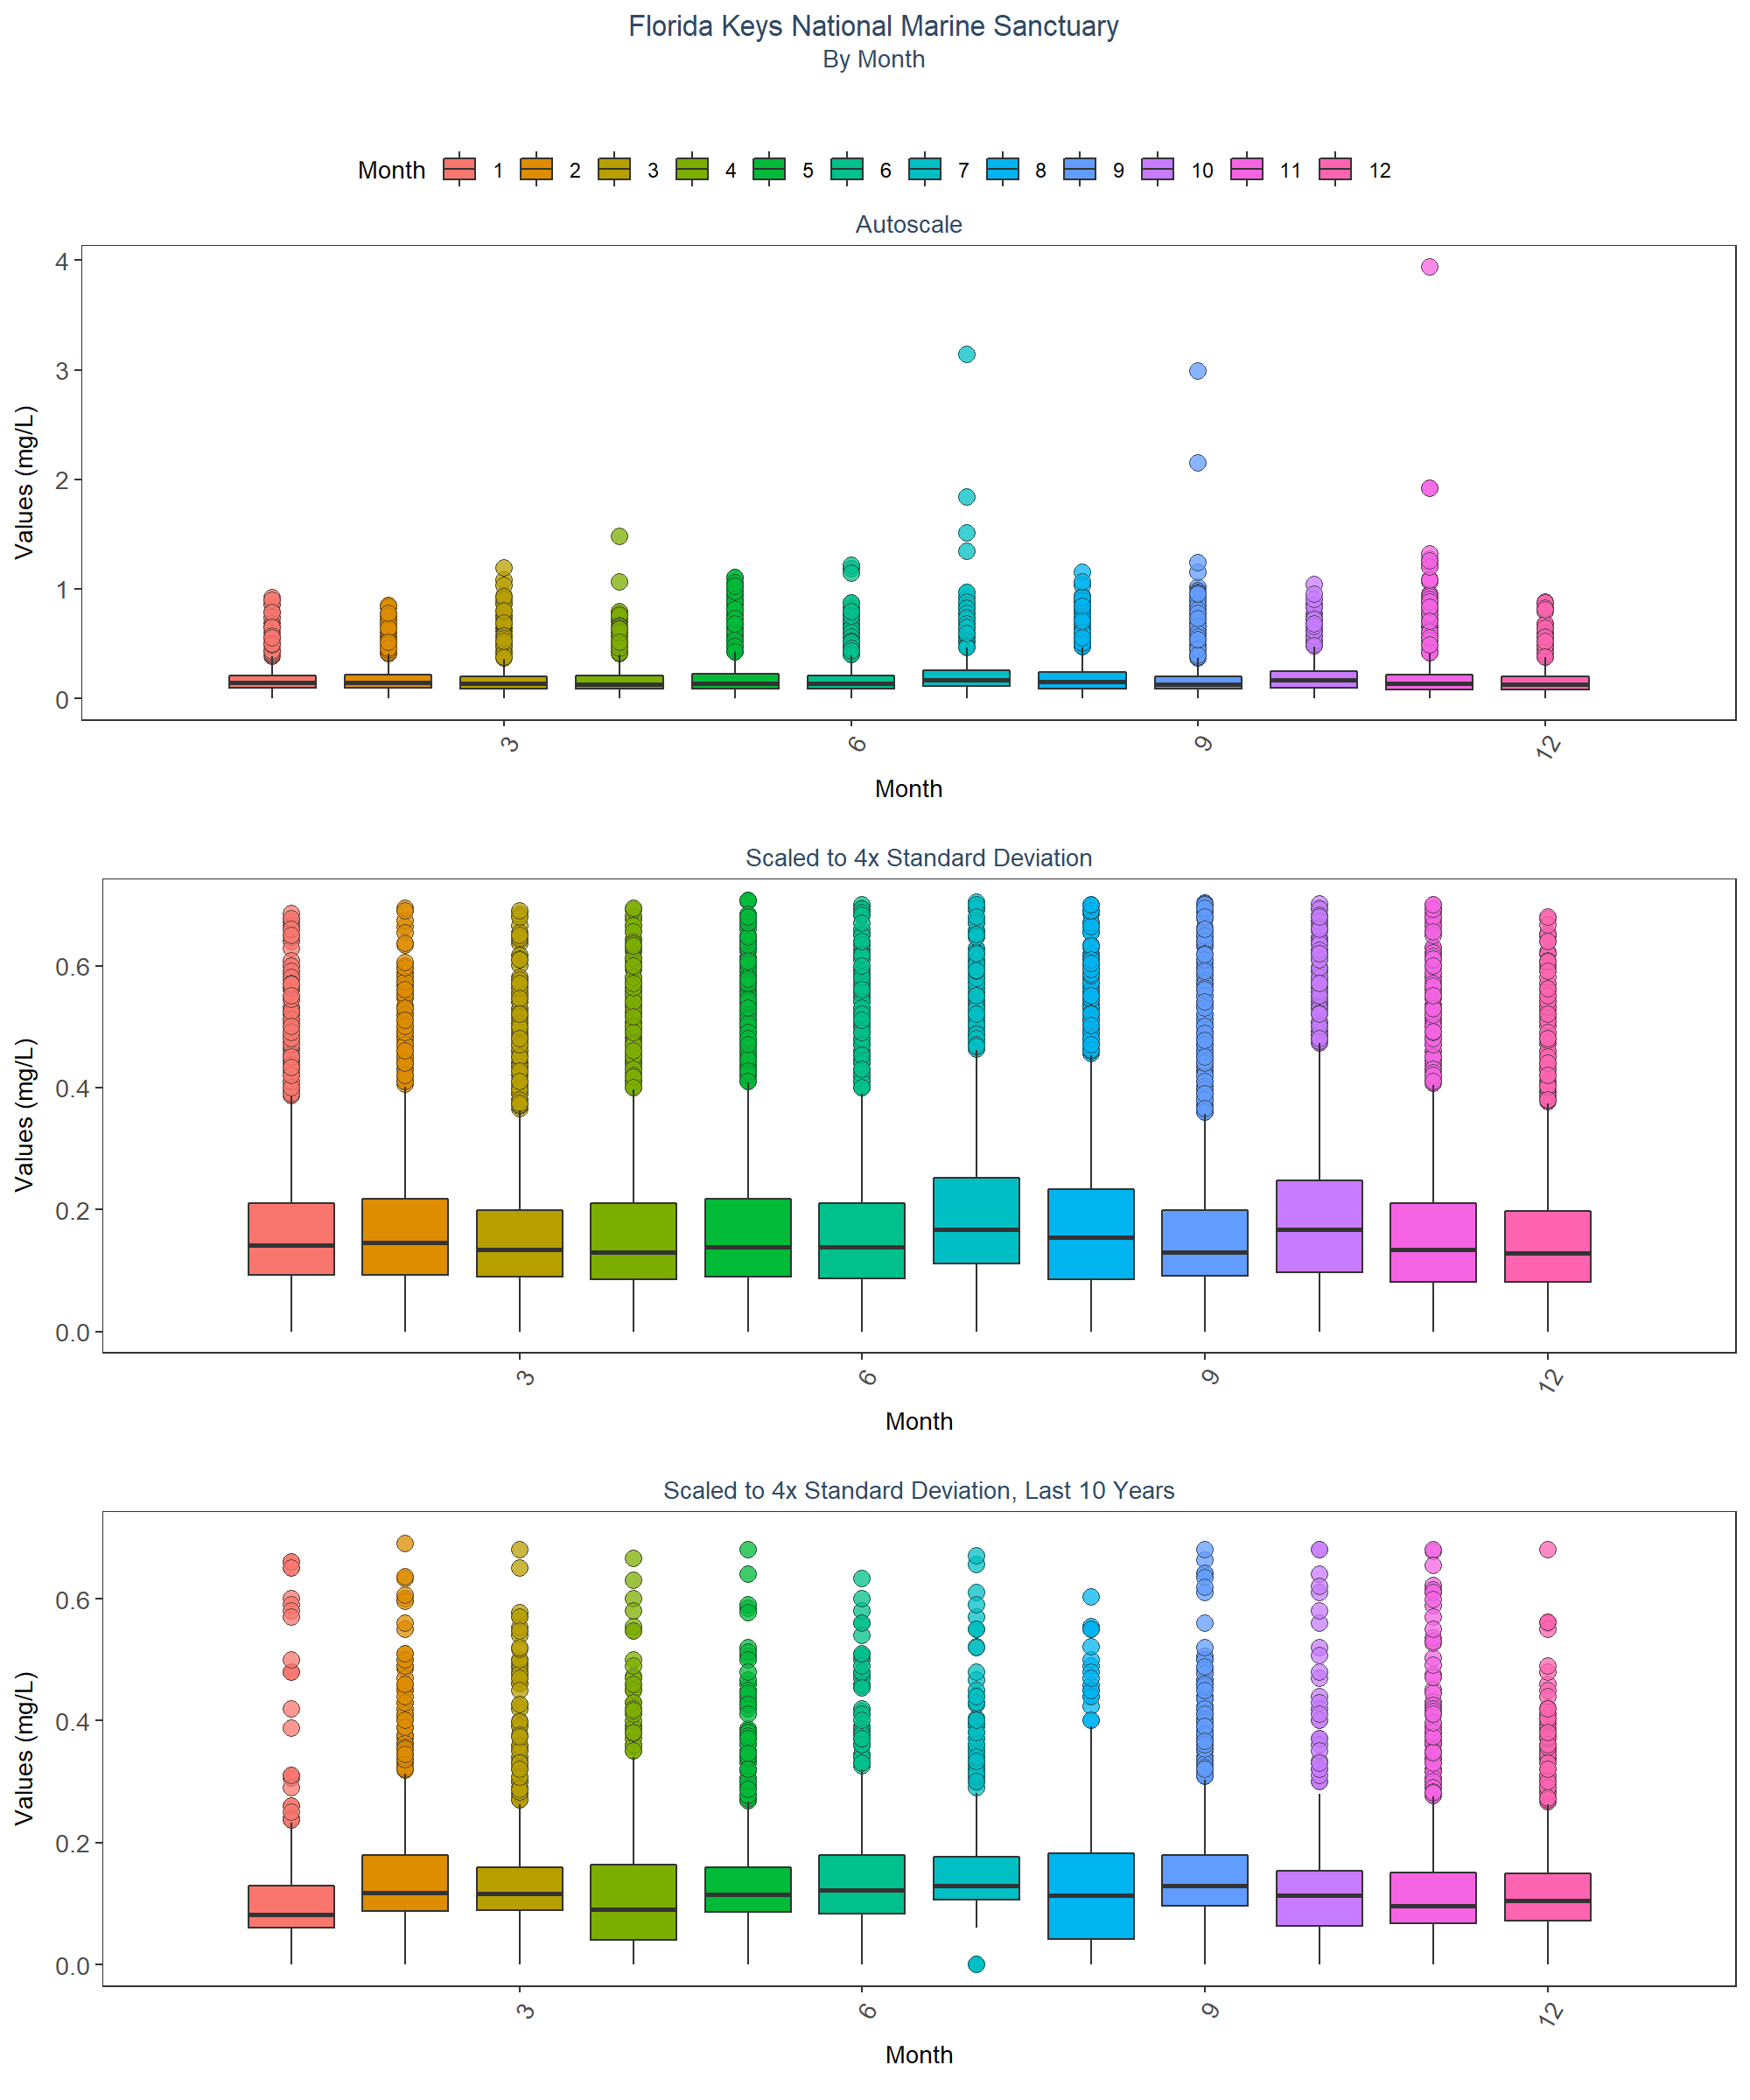 Florida Keys National Marine Sanctuary
By Month
Month 1 2 3 4 5 6 7 8 9 10 11 12
Autoscale
4
3
2
1
0
Values (mg/L)
3 6 9 12
Month
Scaled to 4x Standard Deviation
0.6
0.4
0.2
0.0
Values (mg/L)
3 6 9 12
Month
Scaled to 4x Standard Deviation, Last 10 Years
0.6
0.4
0.2
0.0
Values (mg/L)
3 6 9 12
Month